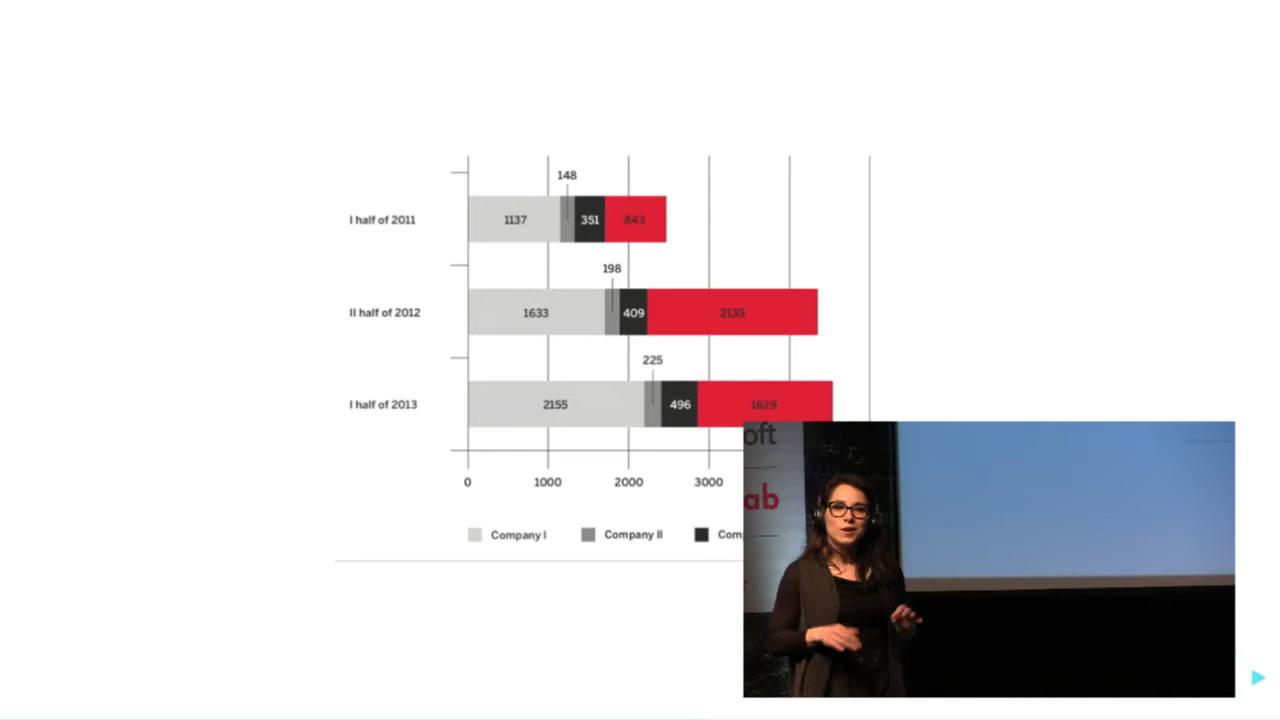 148
I half of 2011 1137 351 843
198
II half of 2012 1633 409 2135
225
I half of 2013 2155 496 1629
0 1000 2000 3000
Company I Company II Com
oft
ab